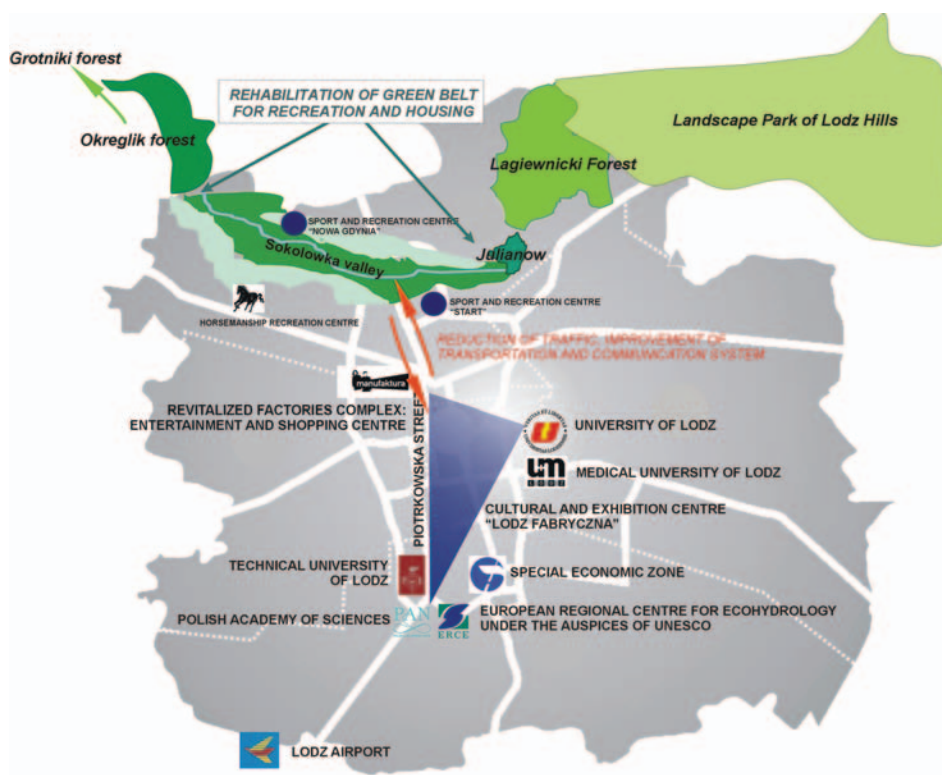 Grotniki forest
REHABILITATION OF GREEN BELT
FOR RECREATION AND HOUSING
Okreglik forest
Landscape Park of Lodz Hills
Lagiewnicki Forest
SPORT AND RECREATION CENTRE
"NOWA GDYNIA"
Sokolowka valley
Julianow
SPORT AND RECREATION CENTRE
"START"
HORSEMANSHIP RECREATION CENTRE
REDUCTION OF TRAFFIC, IMPROVEMENT OF
TRANSPORTATION AND COMMUNICATION SYSTEM
manufaktura
REVITALIZED FACTORIES COMPLEX:
ENTERTAINMENT AND SHOPPING CENTRE
PIOTRKOWSKA STREE
UNIVERSITY OF LODZ
MEDICAL UNIVERSITY OF LODZ
CULTURAL AND EXHIBITION CENTRE
"LODZ FABRYCZNA"
TECHNICAL UNIVERSITY
OF LODZ
SPECIAL ECONOMIC ZONE
POLISH ACADEMY OF SCIENCES
PAN
ERCE
EUROPEAN REGIONAL CENTRE FOR ECOHYDROLOGY
UNDER THE AUSPICES OF UNESCO
LODZ AIRPORT